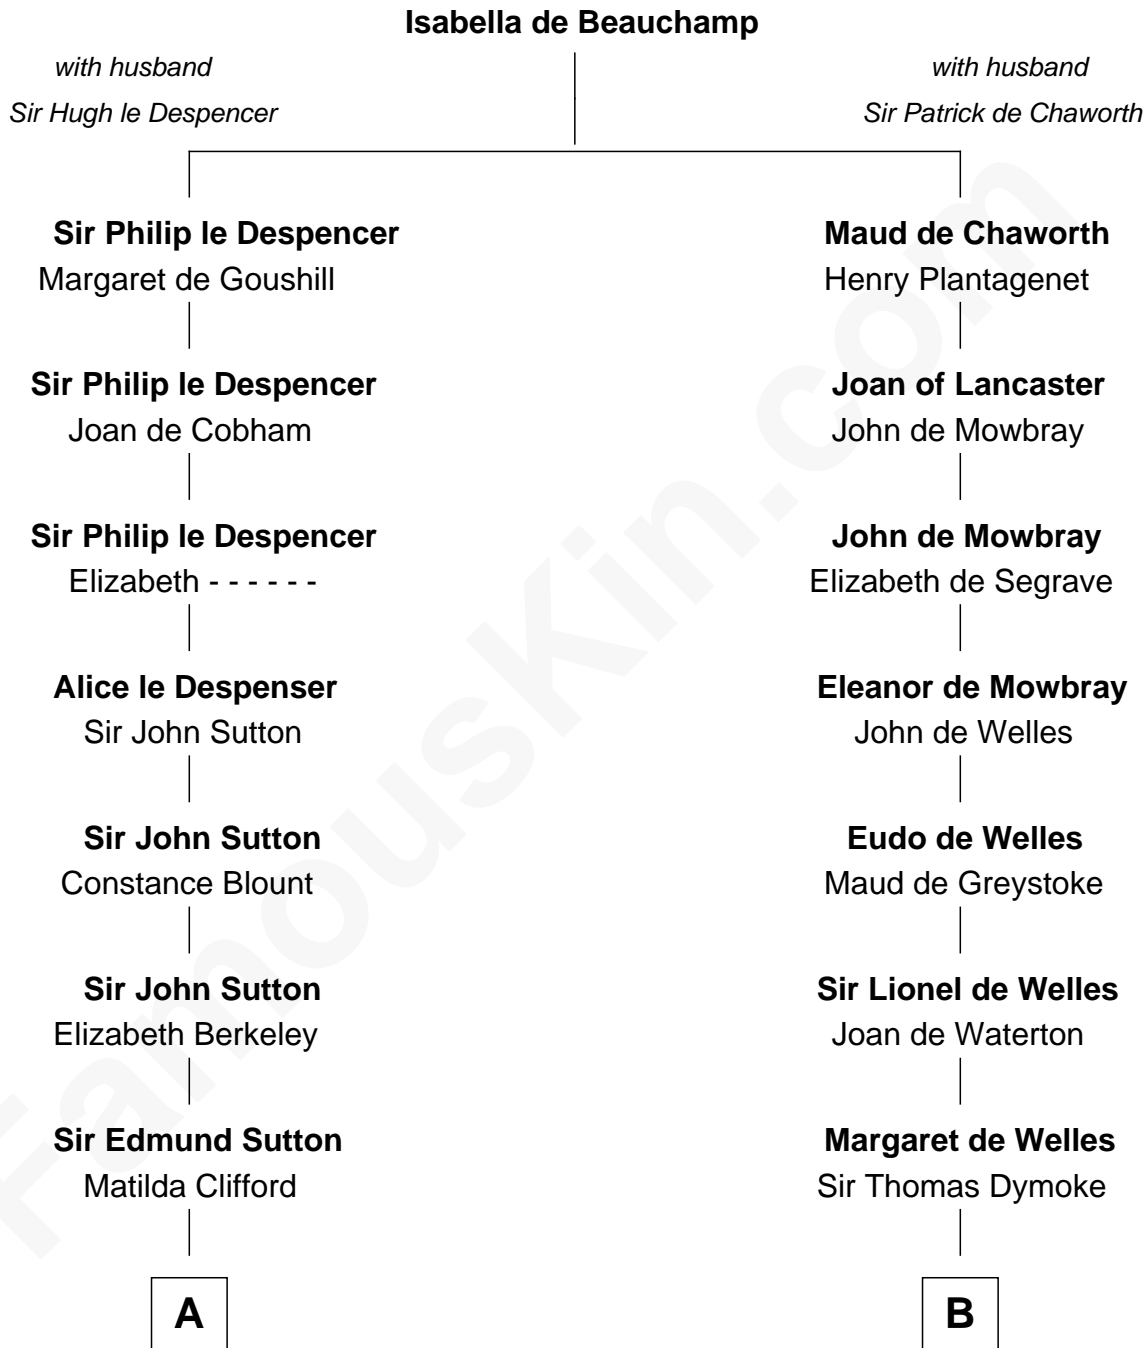 Isabella de Beauchamp
with husband
Sir Hugh le Despencer
with husband
Sir Patrick de Chaworth
Sir Philip le Despencer
Margaret de Goushill
Maud de Chaworth
Henry Plantagenet
Sir Philip le Despencer
Joan de Cobham
Joan of Lancaster
John de Mowbray
Sir Philip le Despencer
Elizabeth - - - - - -
John de Mowbray
Elizabeth de Segrave
Alice le Despenser
Sir John Sutton
Eleanor de Mowbray
John de Welles
Sir John Sutton
Constance Blount
Eudo de Welles
Maud de Greystoke
Sir John Sutton
Elizabeth Berkeley
Sir Lionel de Welles
Joan de Waterton
Sir Edmund Sutton
Matilda Clifford
Margaret de Welles
Sir Thomas Dymoke
A
B
FamousKin.com